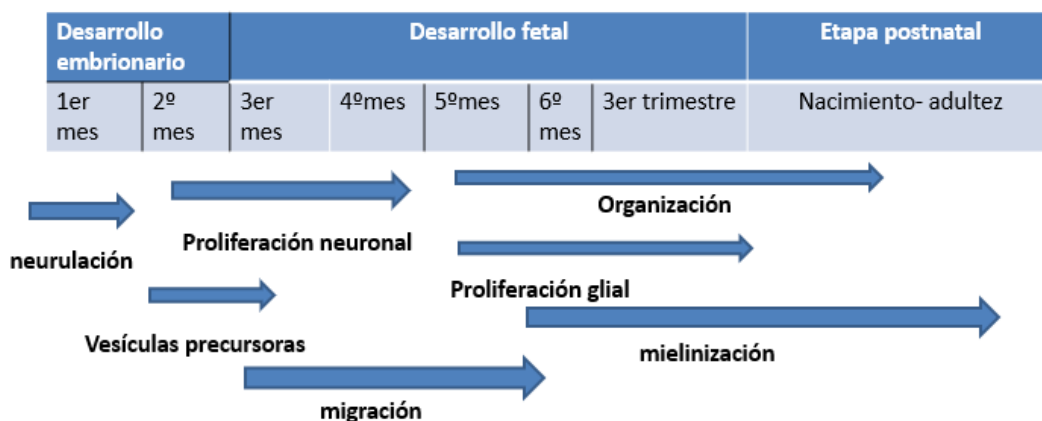 Desarrollo embrionario
Desarrollo fetal
Etapa postnatal
1er mes
2º mes
3er mes
4ºmes
5ºmes
6º mes
3er trimestre
Nacimiento- adultez
Organización
Proliferación neuronal
neurulación
Proliferación glial
Vesículas precursoras
mielinización
migración